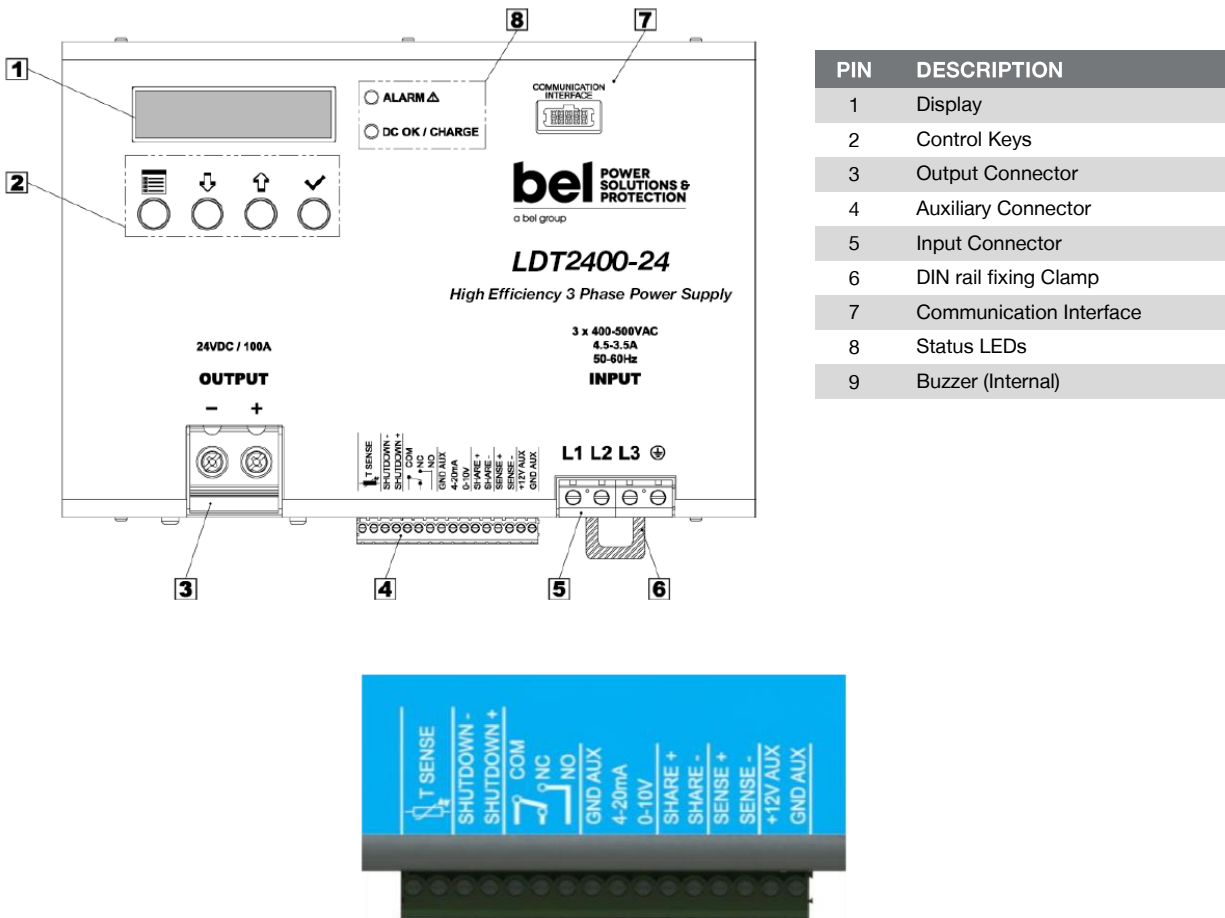 8
7
1
ALARM
DC OK / CHARGE
COMMUNICATION
INTERFACE
2
bel POWER
SOLUTIONS &
PROTECTION
a bel group
LDT2400-24
High Efficiency 3 Phase Power Supply
24VDC / 100A
OUTPUT
- +
3 x 400-500VAC
4.5-3.5A
50-60Hz
INPUT
T SENSE
SHUTDOWN -
SHUTDOWN +
COM
NC
NO
GND AUX
4-20mA
0-10V
SHARE +
SHARE -
SENSE +
SENSE -
+12V AUX
GND AUX
L1 L2 L3
3
4
5
6
PIN DESCRIPTION
1 Display
2 Control Keys
3 Output Connector
4 Auxiliary Connector
5 Input Connector
6 DIN rail fixing Clamp
7 Communication Interface
8 Status LEDs
9 Buzzer (Internal)
T SENSE
SHUTDOWN -
SHUTDOWN +
COM
NC
NO
GND AUX
4-20mA
0-10V
SHARE +
SHARE -
SENSE +
SENSE -
+12V AUX
GND AUX